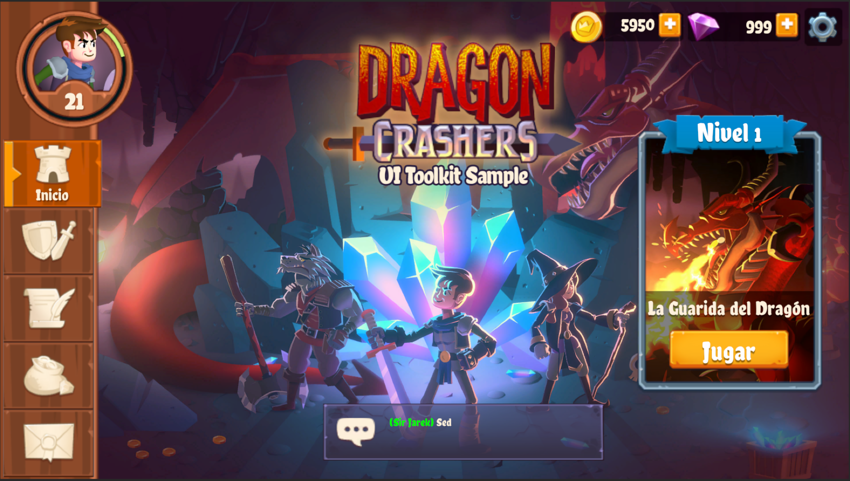 21
5950
999
DRAGON
CRASHERS
UI Toolkit Sample
Inicio
Nivel 1
La Guarida del Dragón
Jugar
(Sir Jarek) Sed